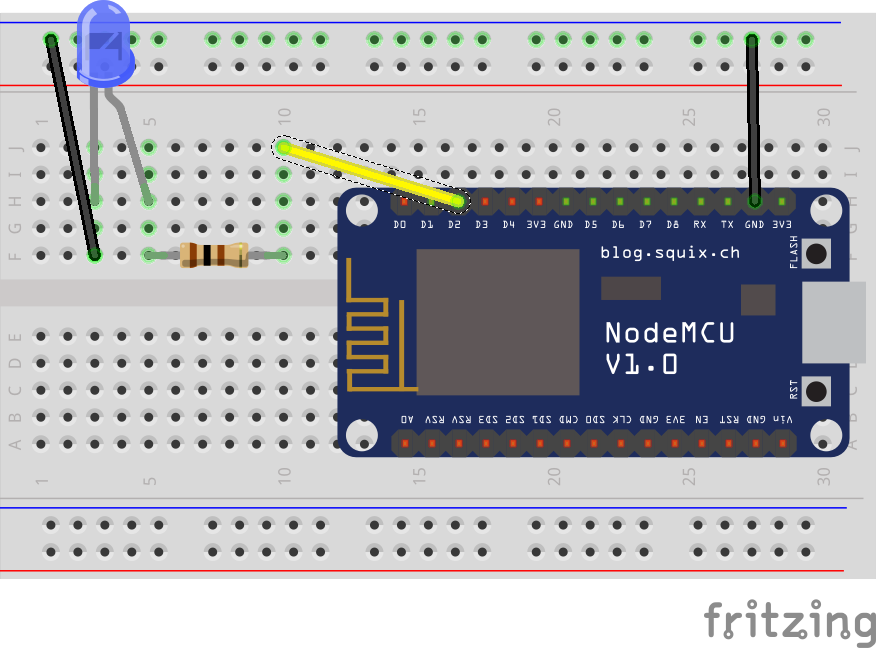 1 5 10 15 20 25 30
J J
I I
H H
G G
F F
D0 D1 D2 D3 D4 3V3 GND D5 D6 D7 D8 RX TX GND 3V3
blog.squix.ch
FLASH
NodeMCU
V1.0
RST
E
D
C
B
A A
A0 RSV RSV SD3 SD2 SD1 CMD SD0 CLK GND 3V3 EN RST GND Vin
1 5 10 15 20 25 30
fritzing